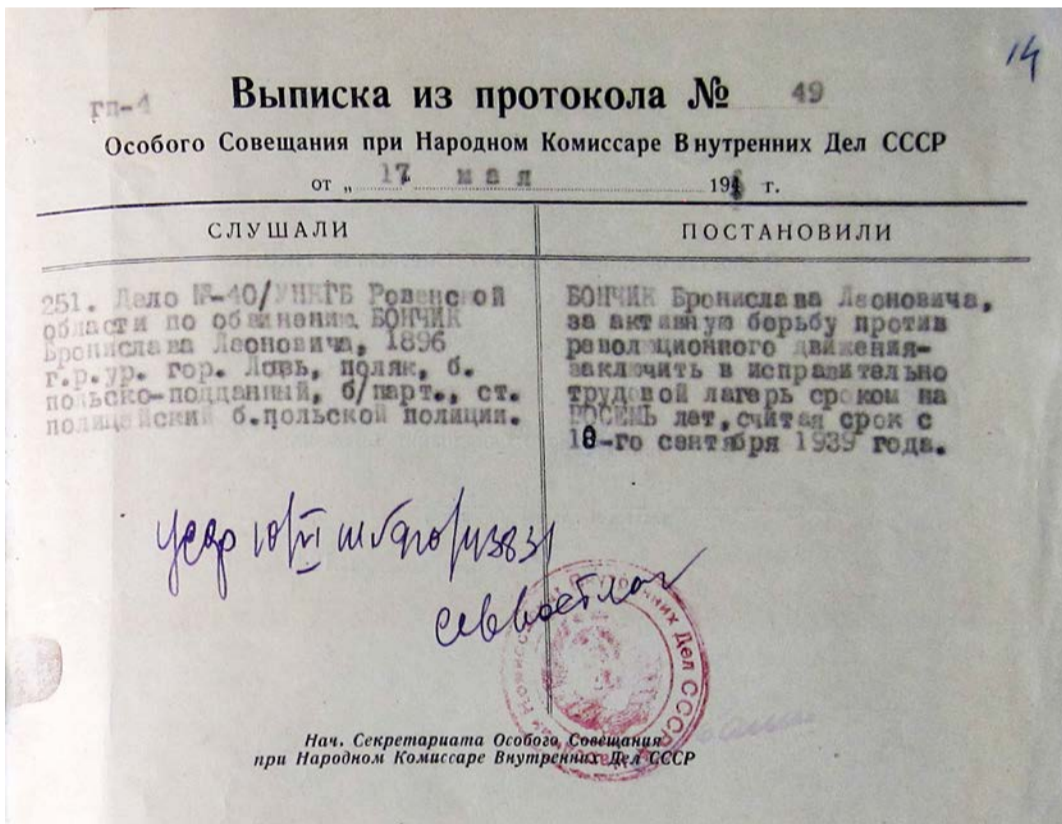 14
гп-4
Выписка из протокола № 49
Особого Совещания при Народном Комиссаре Внутренних Дел СССР
от „ 17 мая 194 г.
СЛУШАЛИ
251. Дело №-40/УНКГБ Ровенской
области по обвинению БОНЧИК
Бронислава Леоновича, 1896
г.р. ур. гор. поляк, б.
польско-подданный, б/парт., ст.
полицейский б.польской полиции.
ПОСТАНОВИЛИ
БОНЧИК Бронислава Леоновича,
за активную борьбу против
революционного движения-
заключить в исправительно
трудовой лагерь сроком на
ВОСЕМЬ лет, считая срок с
18-го сентября 1939 года.
Севвостлаг
Внутренних Дел СССР
Нач. Секретариата Особого Совещания
при Народном Комиссаре Внутренних Дел СССР